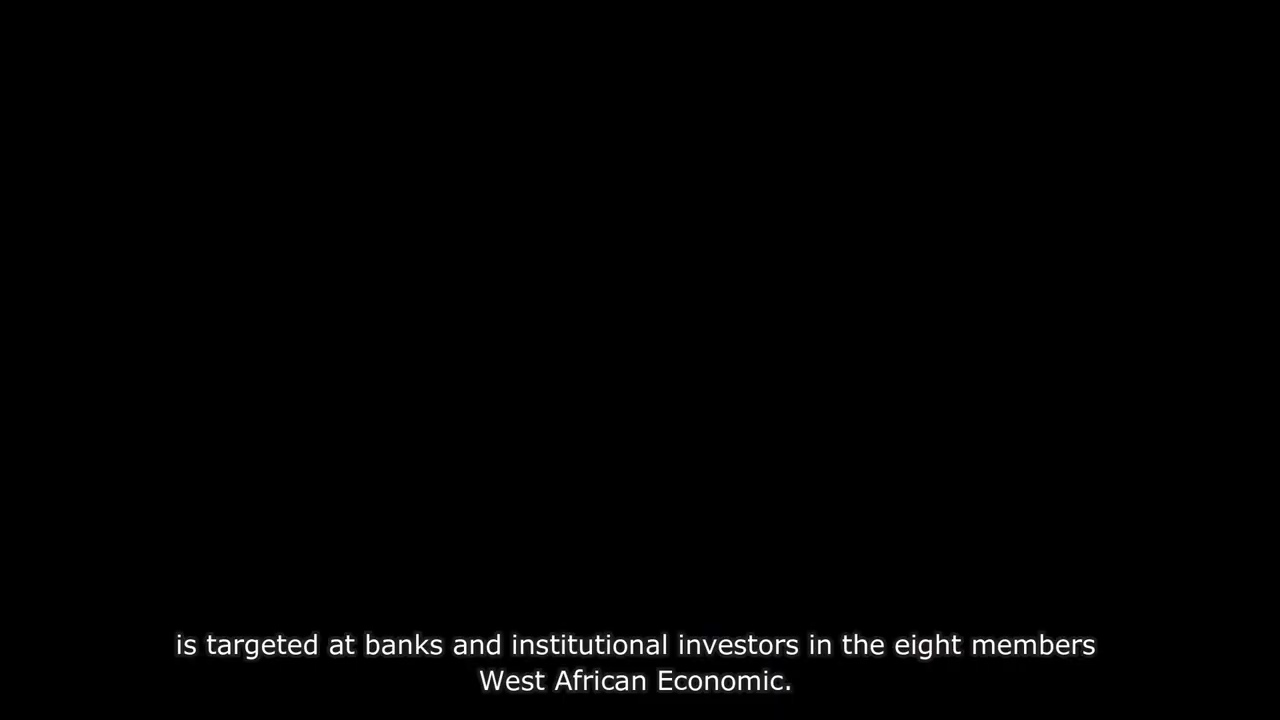 is targeted at banks and institutional investors in the eight members
West African Economic.